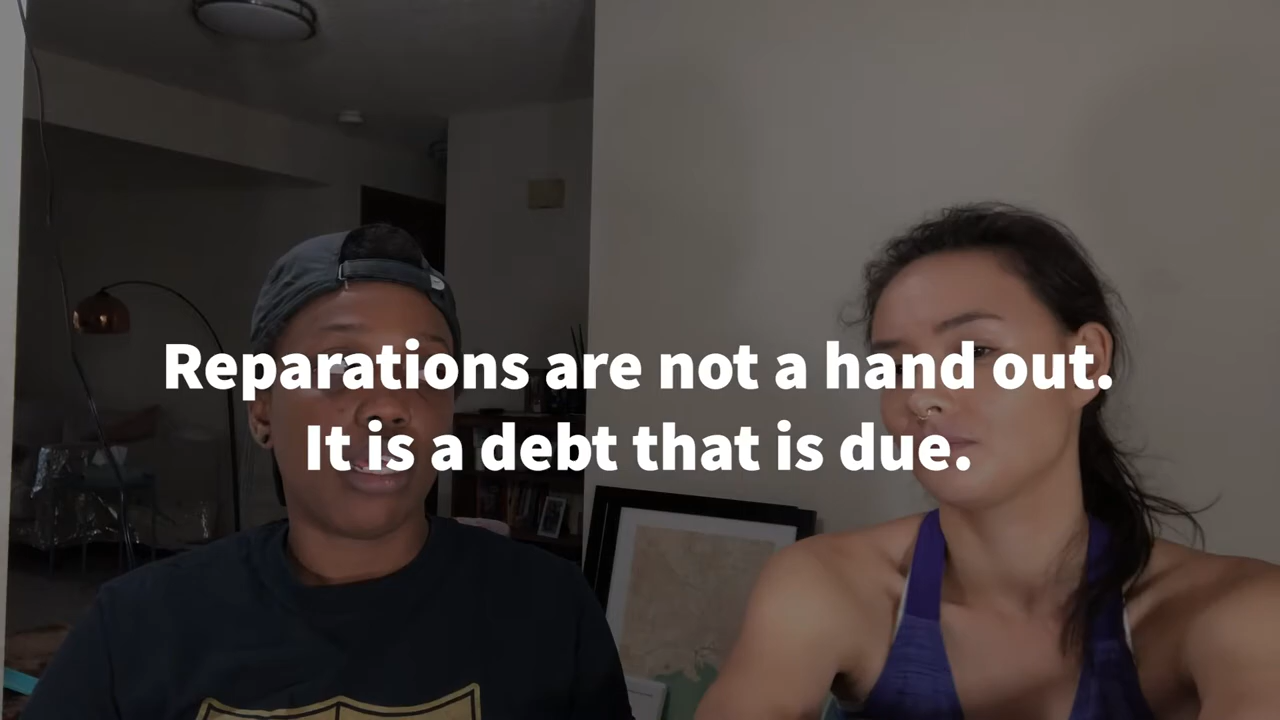 Reparations are not a hand out.
It is a debt that is due.